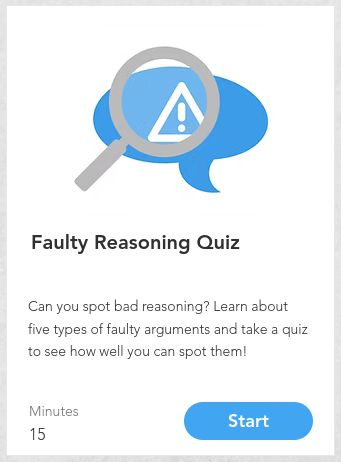 Faulty Reasoning Quiz
Can you spot bad reasoning? Learn about
five types of faulty arguments and take a quiz
to see how well you can spot them!
Minutes
15
Start